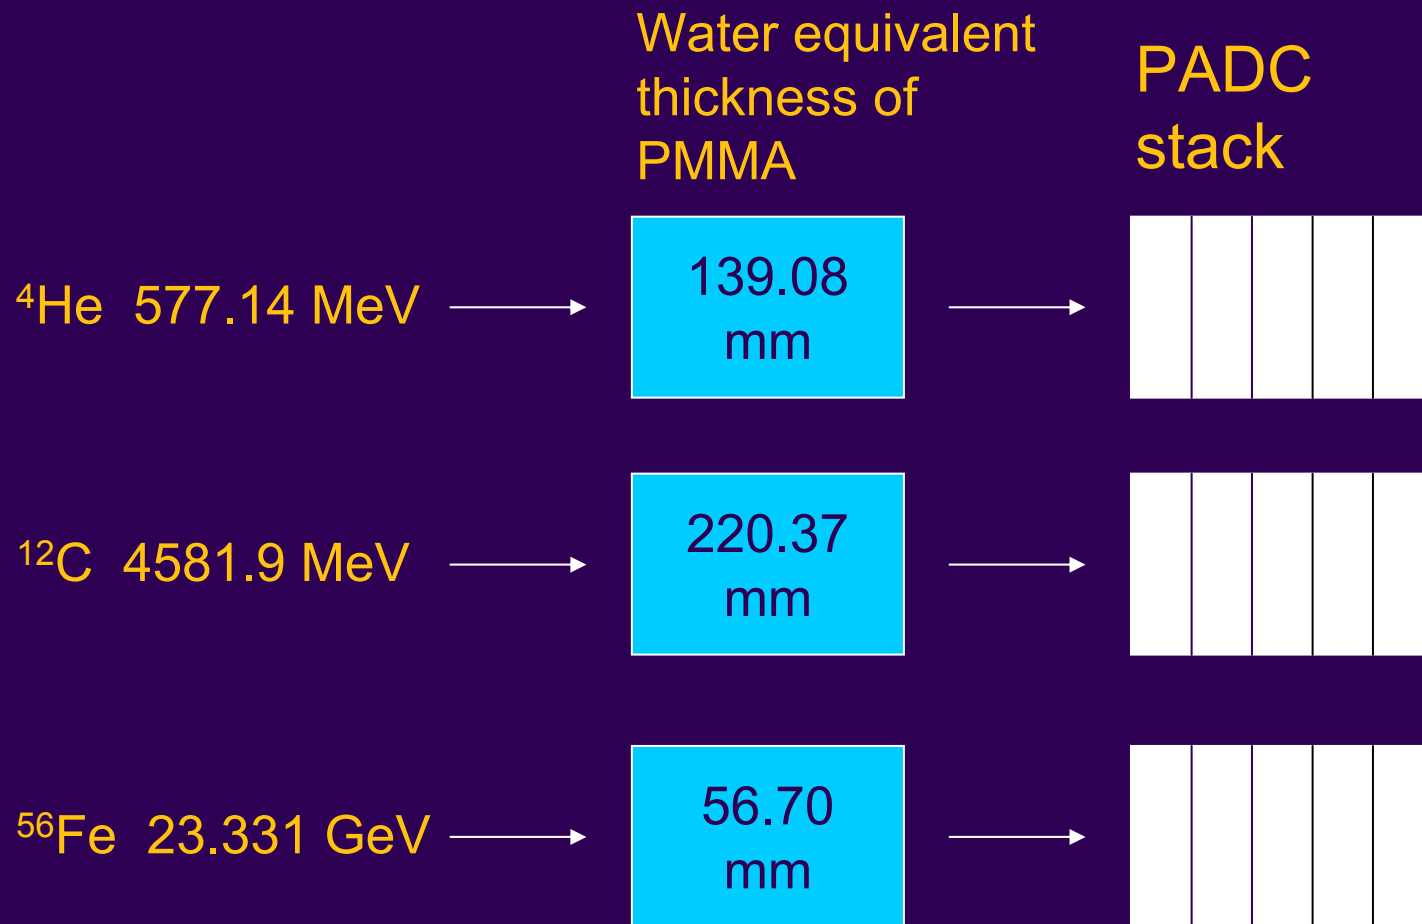 Water equivalent
thickness of
PMMA
PADC
stack
⁴He 577.14 MeV
139.08
mm
¹²C 4581.9 MeV
220.37
mm
⁵⁶Fe 23.331 GeV
56.70
mm